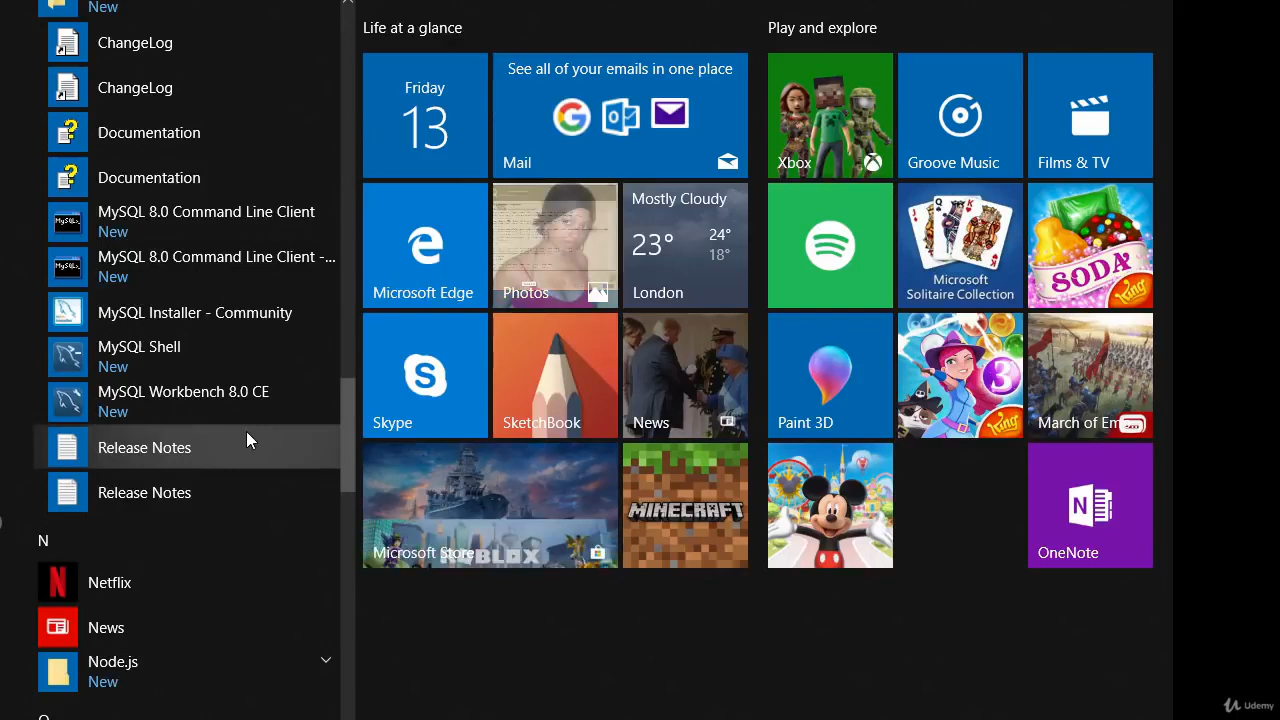 New
ChangeLog
ChangeLog
Documentation
Documentation
MySQL 8.0 Command Line Client
New
MySQL 8.0 Command Line Client -...
New
MySQL Installer - Community
MySQL Shell
New
MySQL Workbench 8.0 CE
New
Release Notes
Release Notes
N
Netflix
News
Node.js
New
Life at a glance
Friday
13
See all of your emails in one place
Mail
Microsoft Edge
Photos
Mostly Cloudy
23°
24°
18°
London
Skype
SketchBook
News
Microsoft Store
ROBLOX
MINECRAFT
Play and explore
Xbox
Groove Music
Films & TV
Microsoft
Solitaire Collection
SODA
King
Paint 3D
3
King
March of Em
OneNote
Udemy